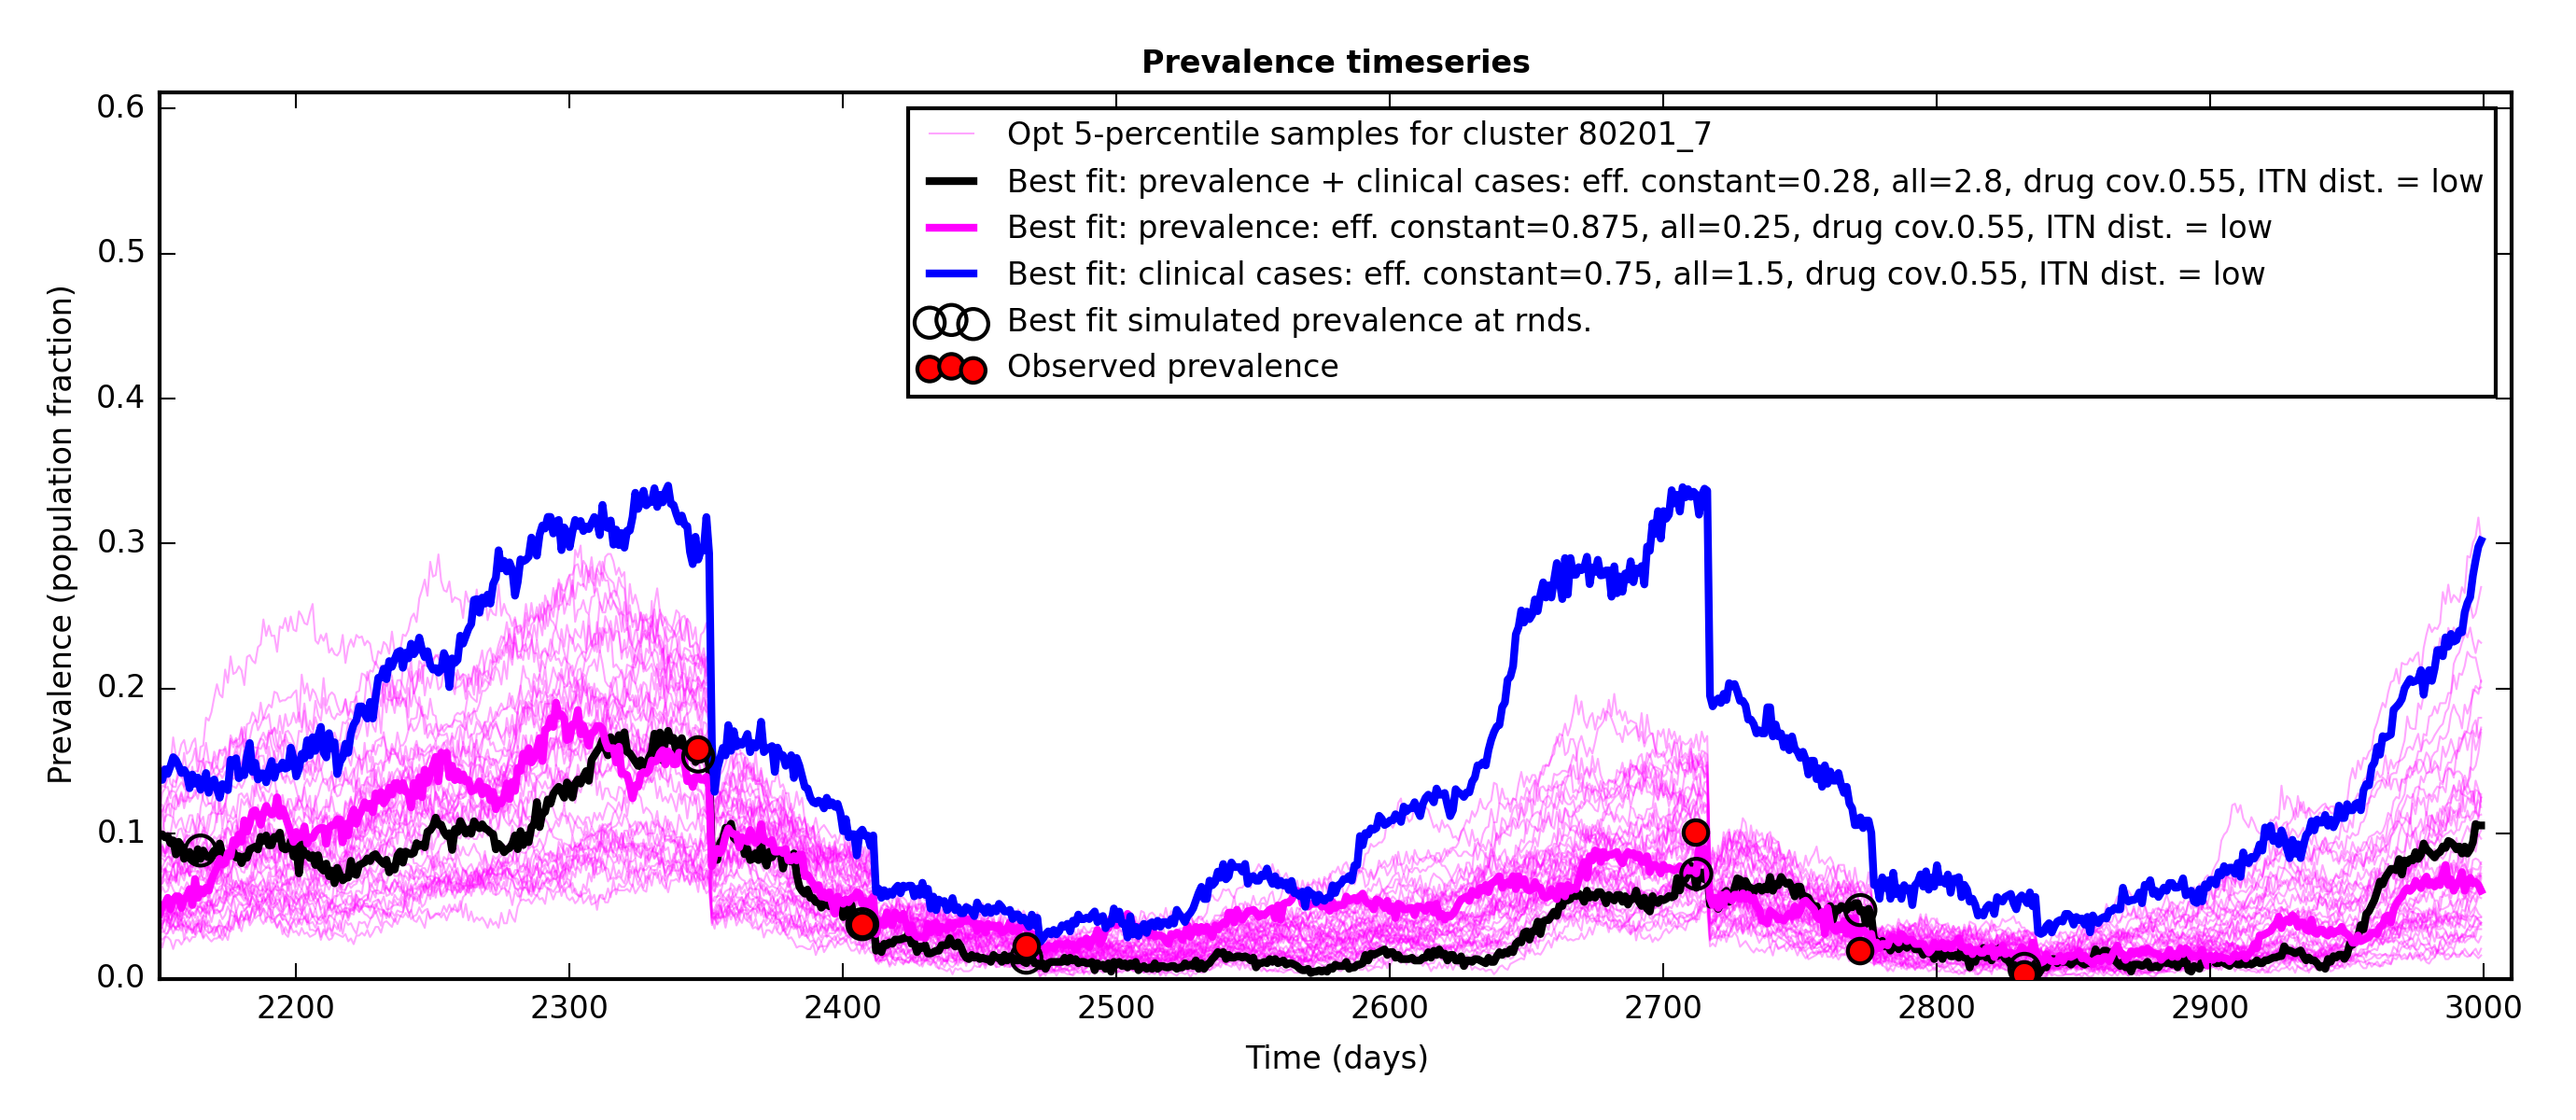 Prevalence timeseries
Opt 5-percentile samples for cluster 80201_7
Best fit: prevalence + clinical cases: eff. constant=0.28, all=2.8, drug cov.0.55, ITN dist. = low
Best fit: prevalence: eff. constant=0.875, all=0.25, drug cov.0.55, ITN dist. = low
Best fit: clinical cases: eff. constant=0.75, all=1.5, drug cov.0.55, ITN dist. = low
Best fit simulated prevalence at rnds.
Observed prevalence
Prevalence (population fraction)
0.6
0.5
0.4
0.3
0.2
0.1
0.0
2200 2300 2400 2500 2600 2700 2800 2900 3000
Time (days)